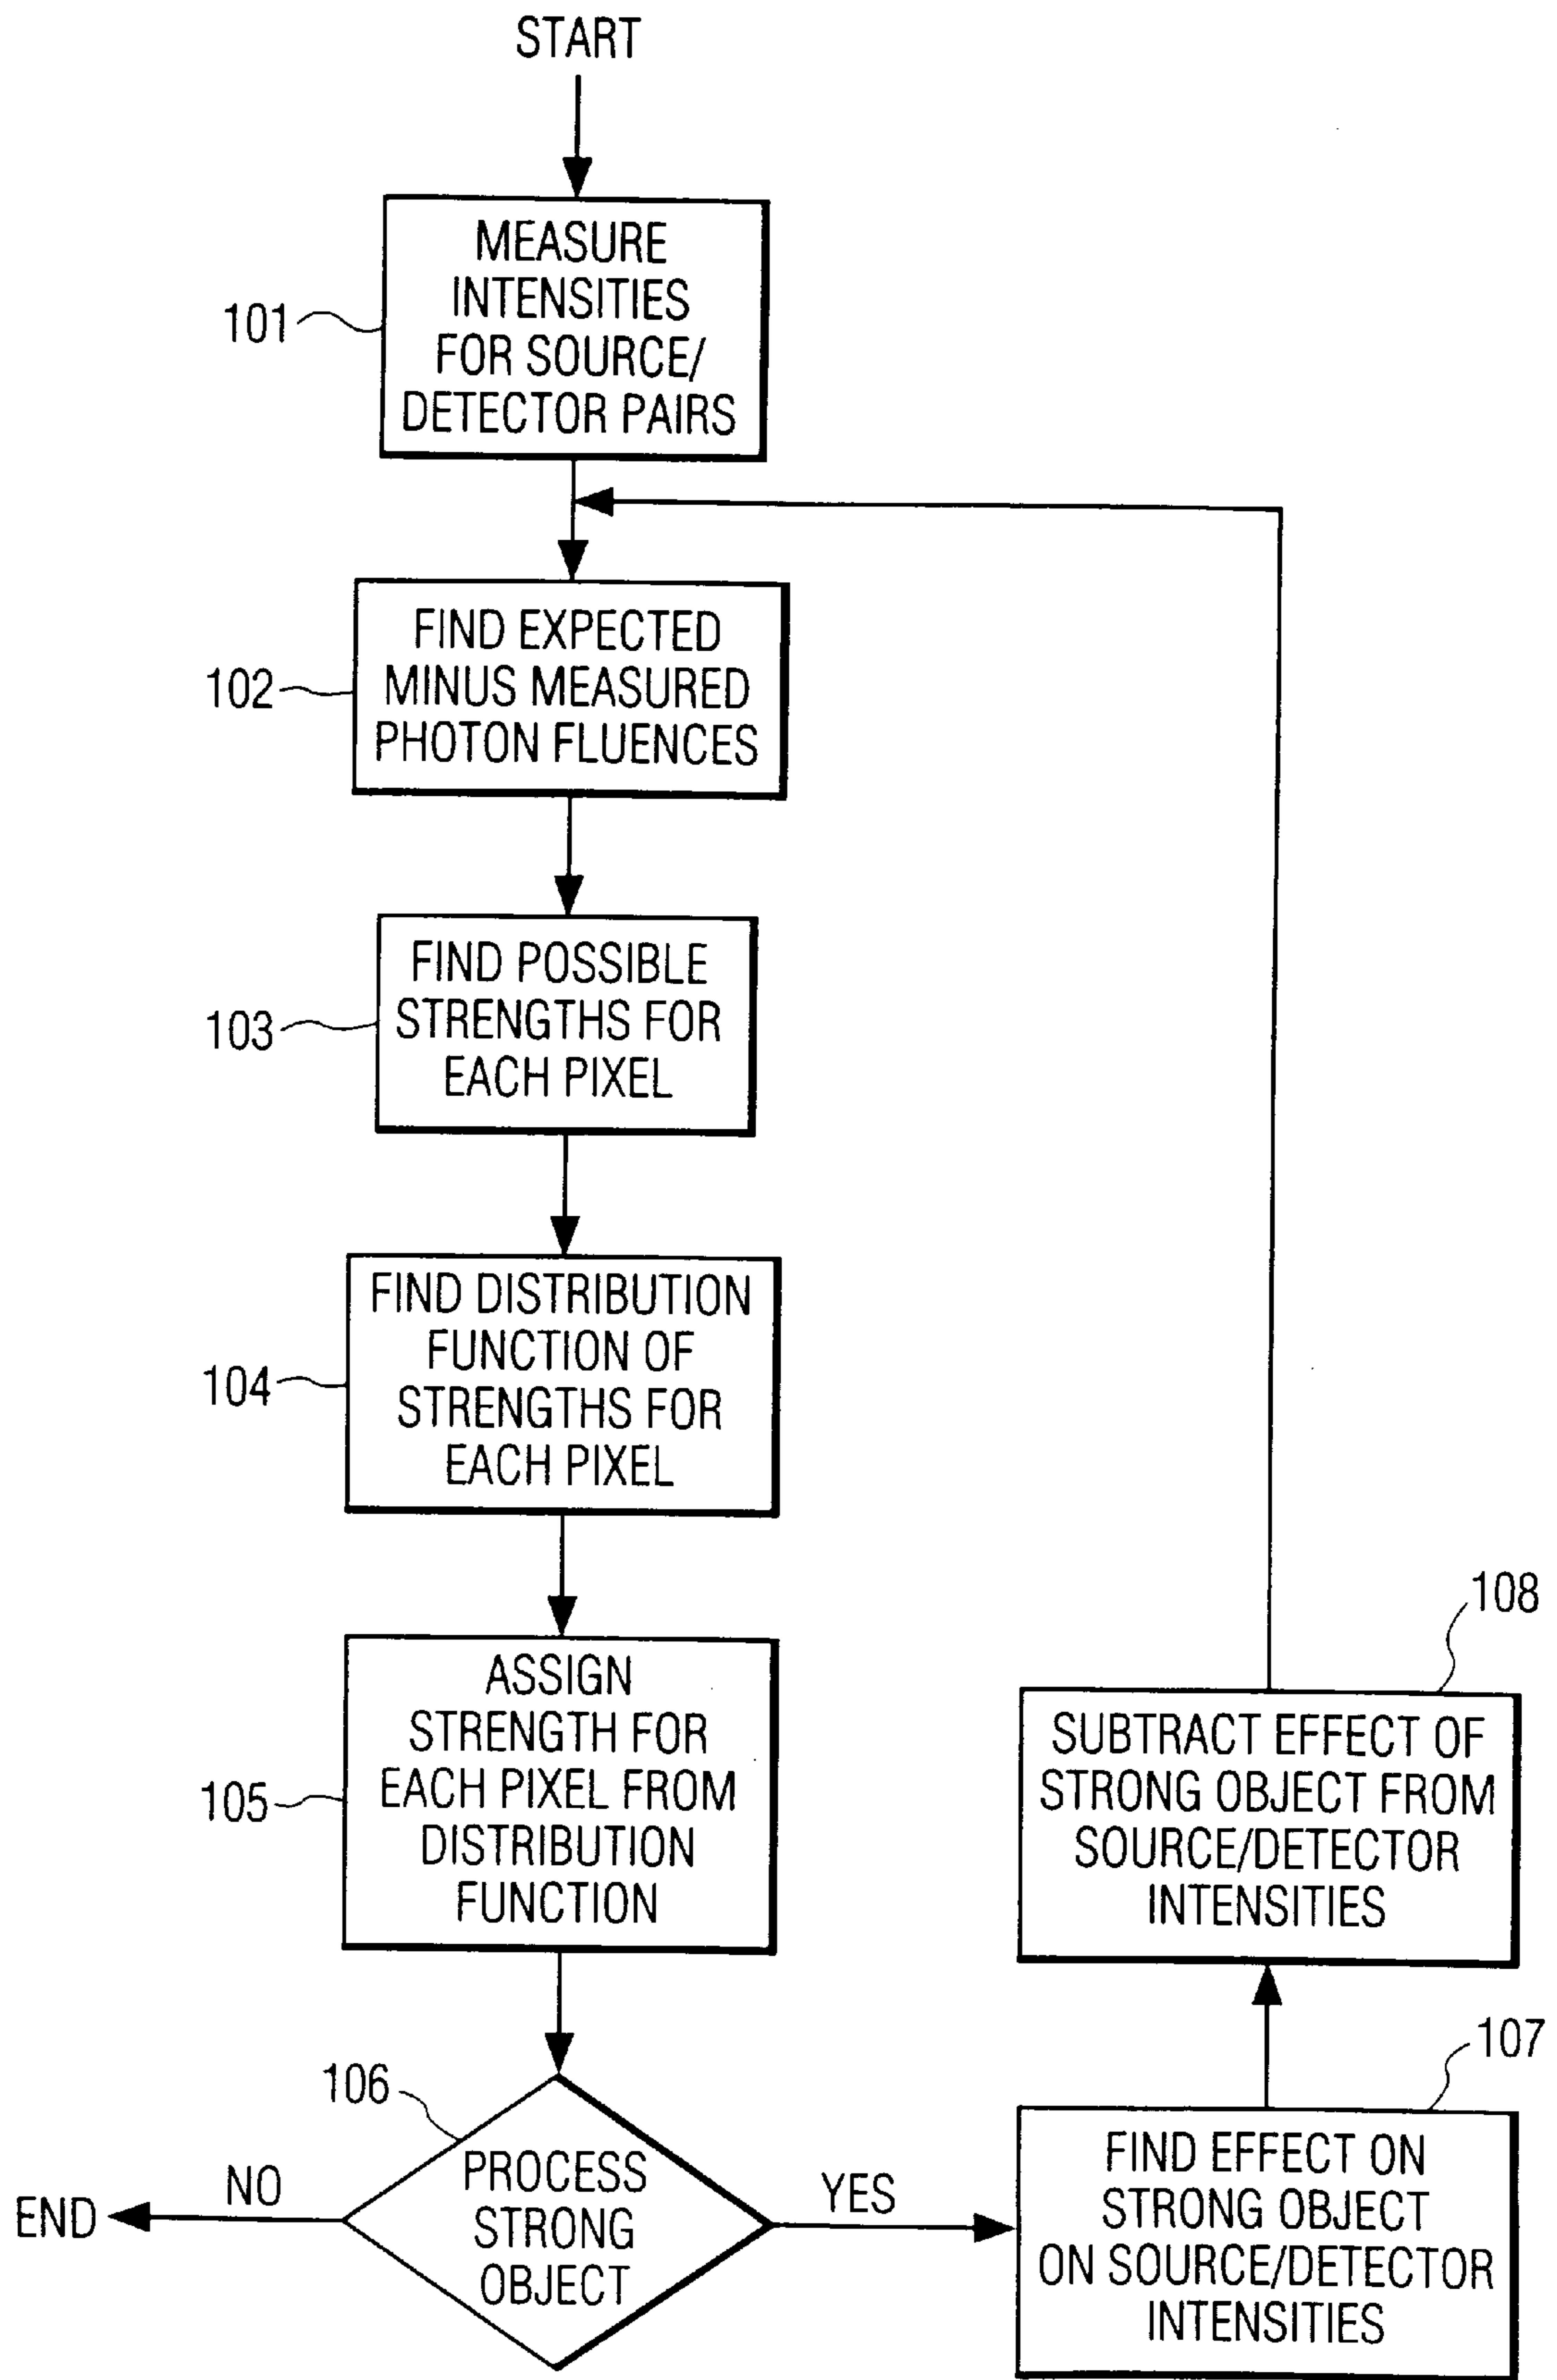 START
MEASURE
INTENSITIES
FOR SOURCE/
DETECTOR PAIRS
101
FIND EXPECTED
MINUS MEASURED
PHOTON FLUENCES
102
FIND POSSIBLE
STRENGTHS FOR
EACH PIXEL
103
FIND DISTRIBUTION
FUNCTION OF
STRENGTHS FOR
EACH PIXEL
104
ASSIGN
STRENGTH FOR
EACH PIXEL FROM
DISTRIBUTION
FUNCTION
105
106
PROCESS
STRONG
OBJECT
NO
END
YES
107
FIND EFFECT ON
STRONG OBJECT
ON SOURCE/DETECTOR
INTENSITIES
108
SUBTRACT EFFECT OF
STRONG OBJECT FROM
SOURCE/DETECTOR
INTENSITIES